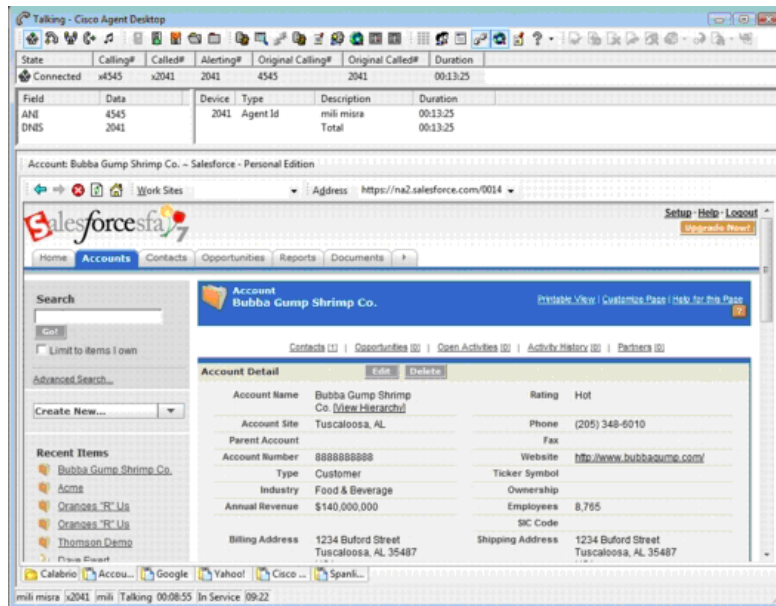 Talking - Cisco Agent Desktop
State Calling# Called# Alerting# Original Calling# Original Called# Duration
Connected x4545 x2041 2041 4545 2041 00:13:25
Field Data Device Type Description Duration
ANI 4545 2041 Agent Id mili misra 00:13:25
DNIS 2041 Total 00:13:25
Account: Bubba Gump Shrimp Co. ~ Salesforce - Personal Edition
Work Sites Address https://na2.salesforce.com/0014
salesforce sfa 7
Setup · Help · Logout
Upgrade Now!
Home Accounts Contacts Opportunities Reports Documents
Search
Go!
Limit to items I own
Advanced Search...
Create New...
Recent Items
Bubba Gump Shrimp Co.
Acme
Oranges "R" Us
Oranges "R" Us
Thomson Demo
Account
Bubba Gump Shrimp Co.
Printable View | Customize Page | Help for this Page
?
Contacts [1] | Opportunities [0] | Open Activities [0] | Activity History [0] | Partners [0]
Account Detail Edit Delete
Account Name Bubba Gump Shrimp Rating Hot
Co. [View Hierarchy]
Account Site Tuscaloosa, AL Phone (205) 348-6010
Parent Account Fax
Account Number 8888888888 Website http://www.bubbagump.com/
Type Customer Ticker Symbol
Industry Food & Beverage Ownership
Annual Revenue $140,000,000 Employees 8,765
SIC Code
Billing Address 1234 Buford Street Shipping Address 1234 Buford Street
Tuscaloosa, AL 35487 Tuscaloosa, AL 35487
Calabrio Accou... Google Yahoo! Cisco ... Spanli...
mili misra x2041 mili Talking 00:08:55 In Service 09:22